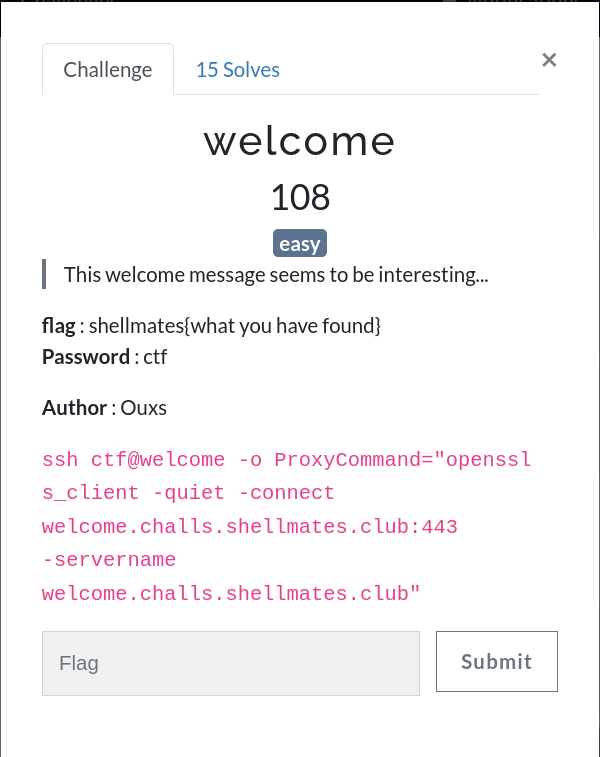 Challenge
15 Solves
×
welcome
108
easy
This welcome message seems to be interesting...
flag : shellmates{what you have found}
Password : ctf
Author : Ouxs
ssh ctf@welcome -o ProxyCommand="openssl
s_client -quiet -connect
welcome.challs.shellmates.club:443
-servername
welcome.challs.shellmates.club"
Flag
Submit